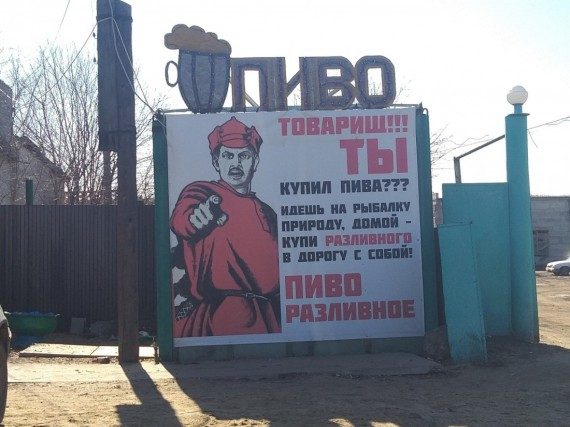 ПИВО
ТОВАРИЩ!!!
ТЫ
КУПИЛ ПИВА???
ИДЕШЬ НА РЫБАЛКУ
ПРИРОДУ, ДОМОЙ -
КУПИ РАЗЛИВНОГО
В ДОРОГУ С СОБОЙ!
ПИВО
РАЗЛИВНОЕ